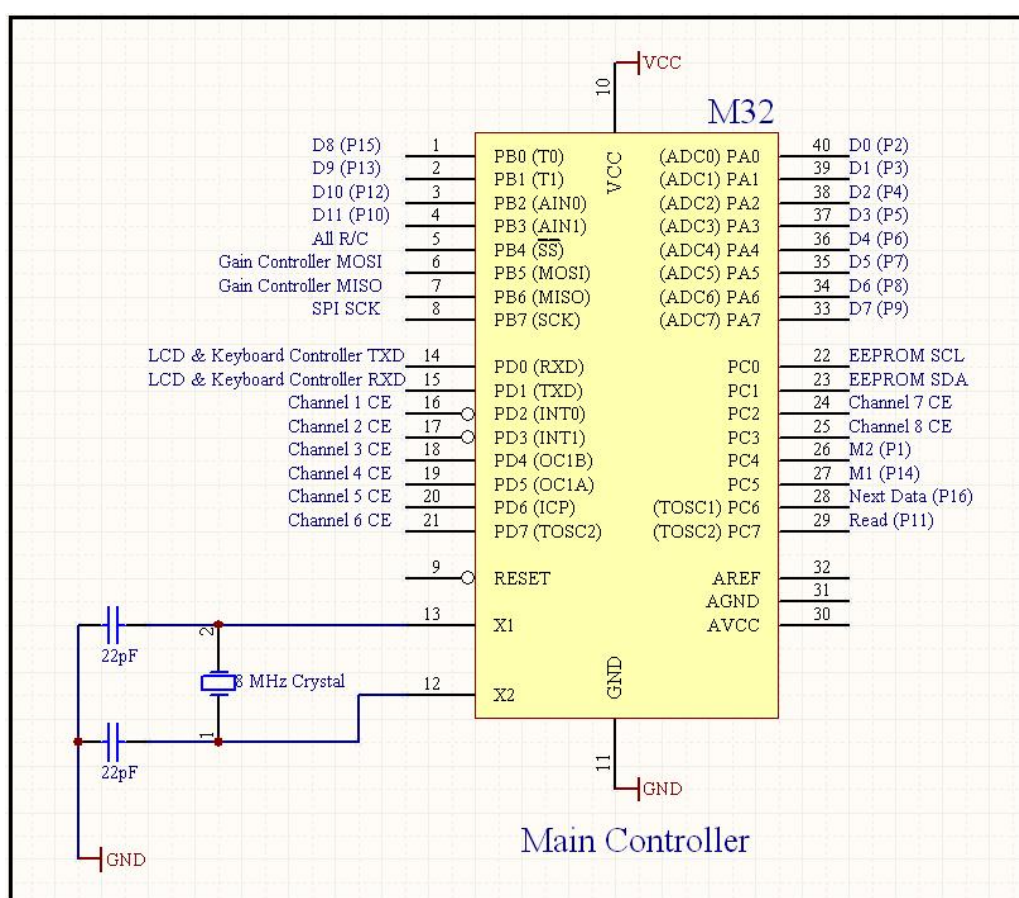 VCC
10
M32
D8 (P15) 1 PB0 (T0) VCC (ADC0) PA0 40 D0 (P2)
D9 (P13) 2 PB1 (T1) (ADC1) PA1 39 D1 (P3)
D10 (P12) 3 PB2 (AIN0) (ADC2) PA2 38 D2 (P4)
D11 (P10) 4 PB3 (AIN1) (ADC3) PA3 37 D3 (P5)
All R/C 5 PB4 (SS) (ADC4) PA4 36 D4 (P6)
Gain Controller MOSI 6 PB5 (MOSI) (ADC5) PA5 35 D5 (P7)
Gain Controller MISO 7 PB6 (MISO) (ADC6) PA6 34 D6 (P8)
SPI SCK 8 PB7 (SCK) (ADC7) PA7 33 D7 (P9)
LCD & Keyboard Controller TXD 14 PD0 (RXD) PC0 22 EEPROM SCL
LCD & Keyboard Controller RXD 15 PD1 (TXD) PC1 23 EEPROM SDA
Channel 1 CE 16 PD2 (INT0) PC2 24 Channel 7 CE
Channel 2 CE 17 PD3 (INT1) PC3 25 Channel 8 CE
Channel 3 CE 18 PD4 (OC1B) PC4 26 M2 (P1)
Channel 4 CE 19 PD5 (OC1A) PC5 27 M1 (P14)
Channel 5 CE 20 PD6 (ICP) (TOSC1) PC6 28 Next Data (P16)
Channel 6 CE 21 PD7 (TOSC2) (TOSC2) PC7 29 Read (P11)
9 RESET AREF 32
AGND 31
22pF 2 13 X1 AVCC 30
8 MHz Crystal 12 X2 GND
22pF 1
11
GND
Main Controller
GND